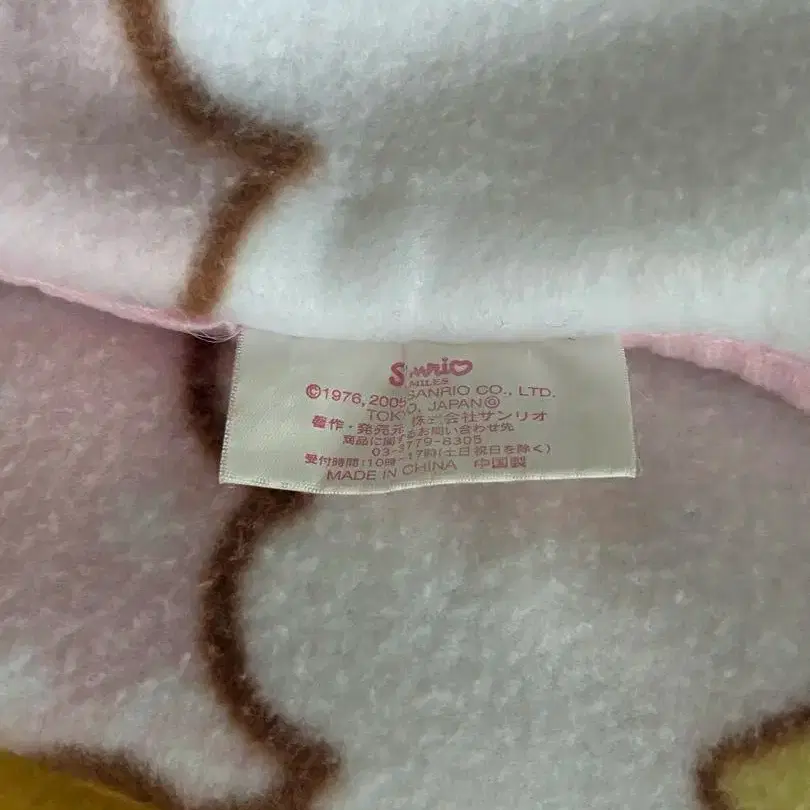 Sanrio
SMILES
©1976, 2005 SANRIO CO., LTD.
TOKYO, JAPAN Ⓖ
著作・発売元 株式会社サンリオ
商品に関するお問い合わせ先
03-3779-8305
受付時間:10時-17時(土日祝日を除く)
MADE IN CHINA 中国製